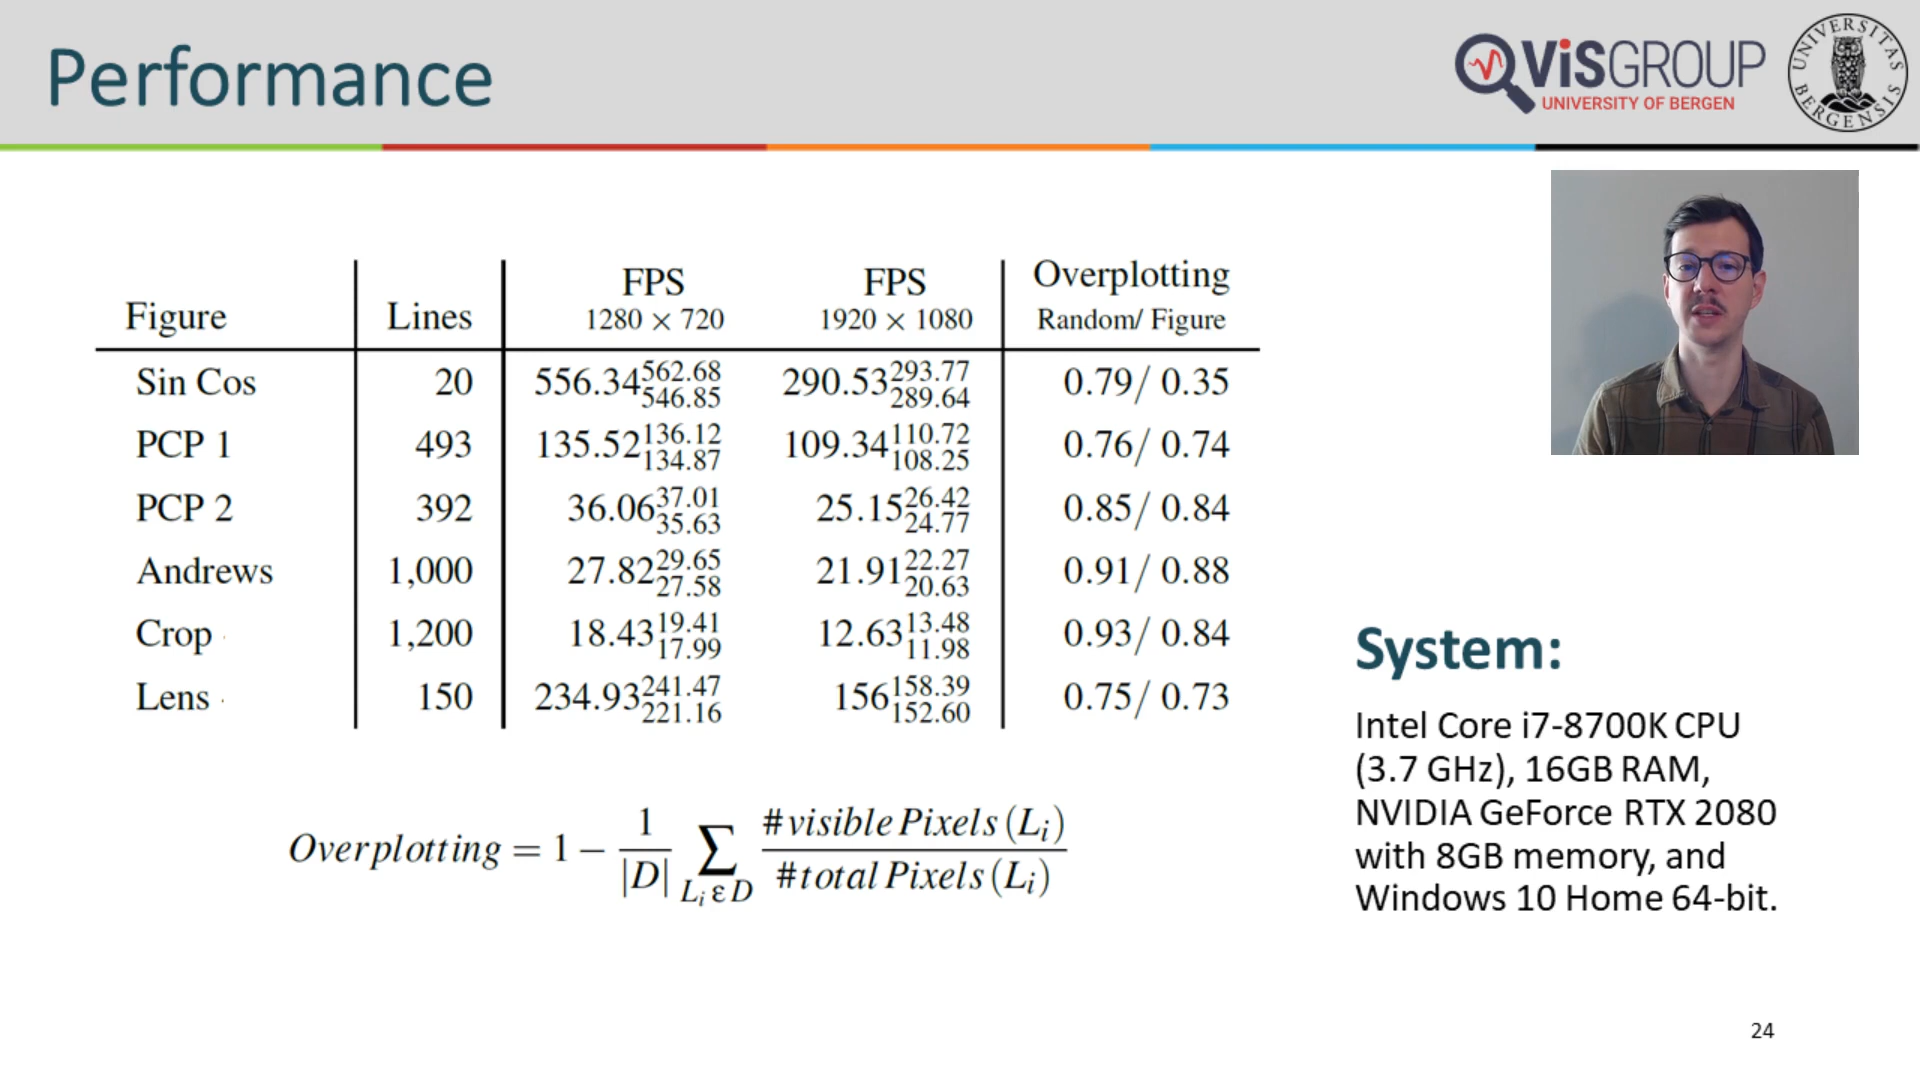 Performance
ViSGROUP
UNIVERSITY OF BERGEN
UNIVERSITAS BERGENSIS
Figure Lines FPS 1280 × 720 FPS 1920 × 1080 Overplotting Random/ Figure
Sin Cos 20 556.34 562.68 546.85 290.53 293.77 289.64 0.79/ 0.35
PCP 1 493 135.52 136.12 134.87 109.34 110.72 108.25 0.76/ 0.74
PCP 2 392 36.06 37.01 35.63 25.15 26.42 24.77 0.85/ 0.84
Andrews 1,000 27.82 29.65 27.58 21.91 22.27 20.63 0.91/ 0.88
Crop 1,200 18.43 19.41 17.99 12.63 13.48 11.98 0.93/ 0.84
Lens 150 234.93 241.47 221.16 156 158.39 152.60 0.75/ 0.73
Overplotting = 1 − 1/|D| ∑ Lᵢ ε D #visible Pixels (Lᵢ) / #total Pixels (Lᵢ)
System:
Intel Core i7-8700K CPU
(3.7 GHz), 16GB RAM,
NVIDIA GeForce RTX 2080
with 8GB memory, and
Windows 10 Home 64-bit.
24